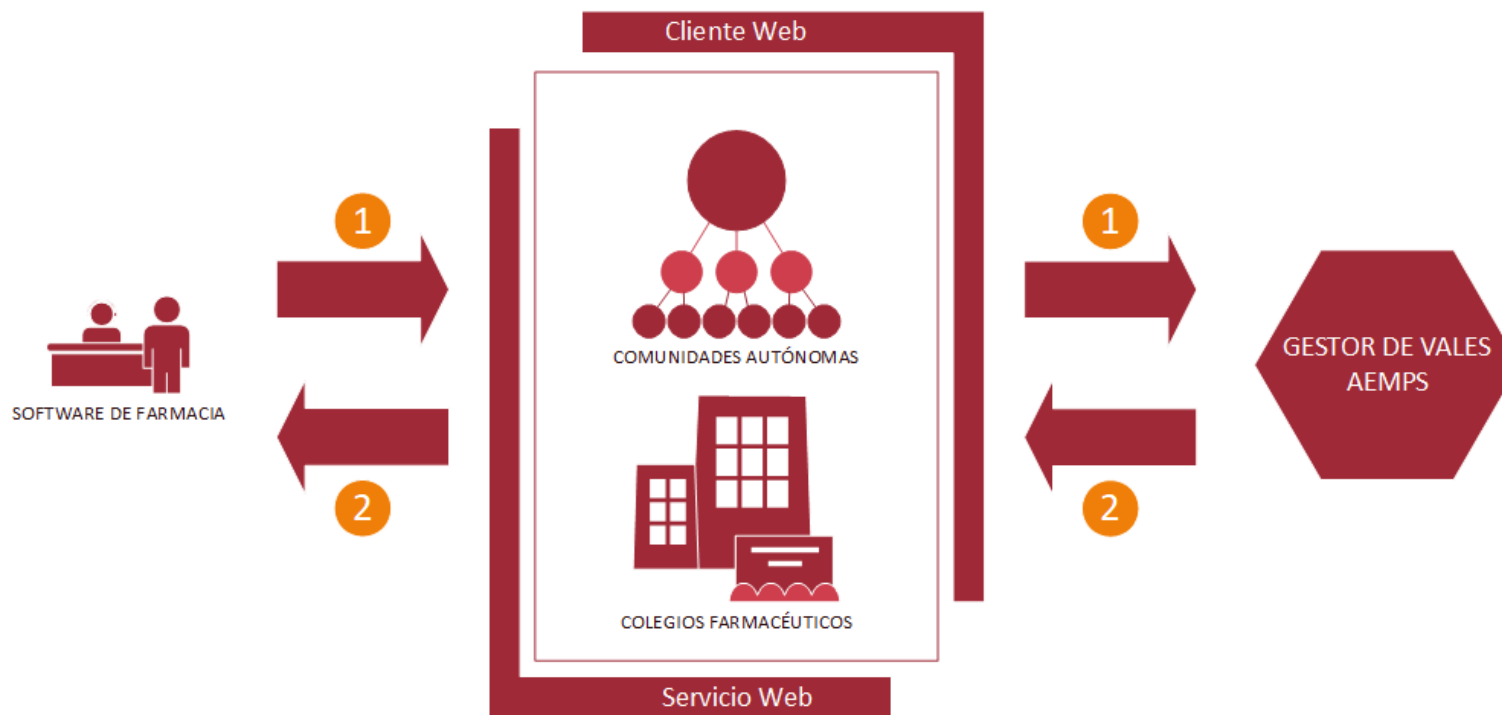 Cliente Web
1
1
COMUNIDADES AUTÓNOMAS
SOFTWARE DE FARMACIA
GESTOR DE VALES
AEMPS
2
2
COLEGIOS FARMACÉUTICOS
Servicio Web